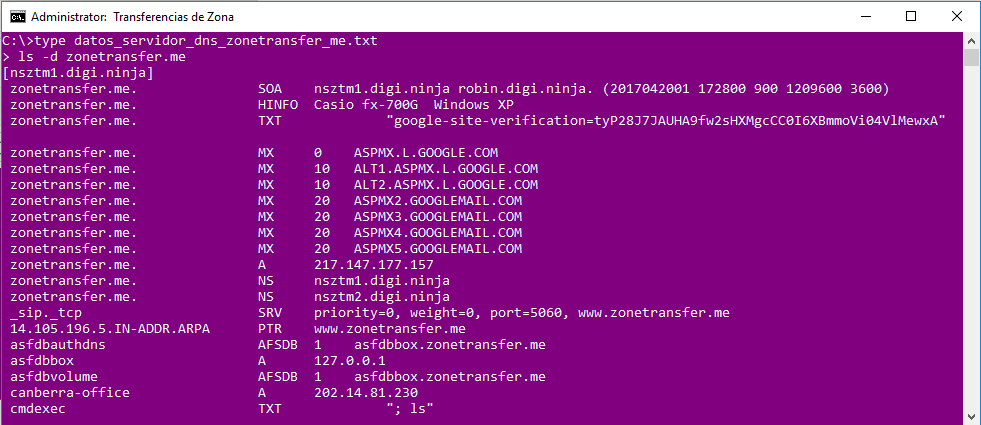 Administrator: Transferencias de Zona
C:\>type datos_servidor_dns_zonetransfer_me.txt
> ls -d zonetransfer.me
[nsztm1.digi.ninja]
zonetransfer.me. SOA nsztm1.digi.ninja robin.digi.ninja. (2017042001 172800 900 1209600 3600)
zonetransfer.me. HINFO Casio fx-700G Windows XP
zonetransfer.me. TXT "google-site-verification=tyP28J7JAUHA9fw2sHXMgcCC0I6XBmmoVi04VlMewxA"
zonetransfer.me. MX 0 ASPMX.L.GOOGLE.COM
zonetransfer.me. MX 10 ALT1.ASPMX.L.GOOGLE.COM
zonetransfer.me. MX 10 ALT2.ASPMX.L.GOOGLE.COM
zonetransfer.me. MX 20 ASPMX2.GOOGLEMAIL.COM
zonetransfer.me. MX 20 ASPMX3.GOOGLEMAIL.COM
zonetransfer.me. MX 20 ASPMX4.GOOGLEMAIL.COM
zonetransfer.me. MX 20 ASPMX5.GOOGLEMAIL.COM
zonetransfer.me. A 217.147.177.157
zonetransfer.me. NS nsztm1.digi.ninja
zonetransfer.me. NS nsztm2.digi.ninja
_sip._tcp SRV priority=0, weight=0, port=5060, www.zonetransfer.me
14.105.196.5.IN-ADDR.ARPA PTR www.zonetransfer.me
asfdbauthdns AFSDB 1 asfdbbox.zonetransfer.me
asfdbbox A 127.0.0.1
asfdbvolume AFSDB 1 asfdbbox.zonetransfer.me
canberra-office A 202.14.81.230
cmdexec TXT "; ls"